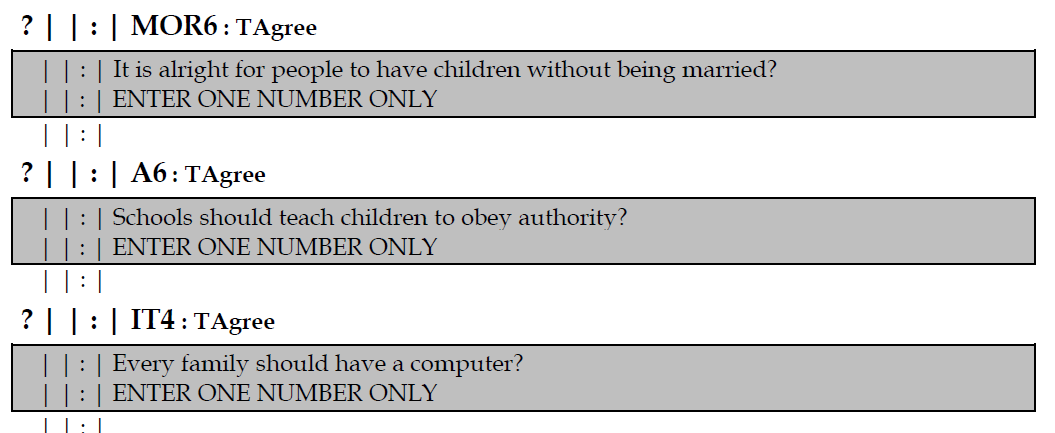 ? | | : | MOR6 : TAgree
| | : | It is alright for people to have children without being married?
| | : | ENTER ONE NUMBER ONLY
| | : |
? | | : | A6 : TAgree
| | : | Schools should teach children to obey authority?
| | : | ENTER ONE NUMBER ONLY
| | : |
? | | : | IT4 : TAgree
| | : | Every family should have a computer?
| | : | ENTER ONE NUMBER ONLY
| | : |